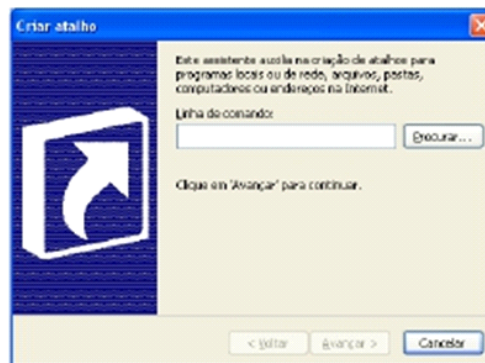 Criar atalho
Este assistente auxilia na criação de atalhos para
programas locais ou de rede, arquivos, pastas,
computadores ou endereços na Internet.
Linha de comando:
Procurar...
Clique em 'Avançar' para continuar.
< Voltar
Avançar >
Cancelar